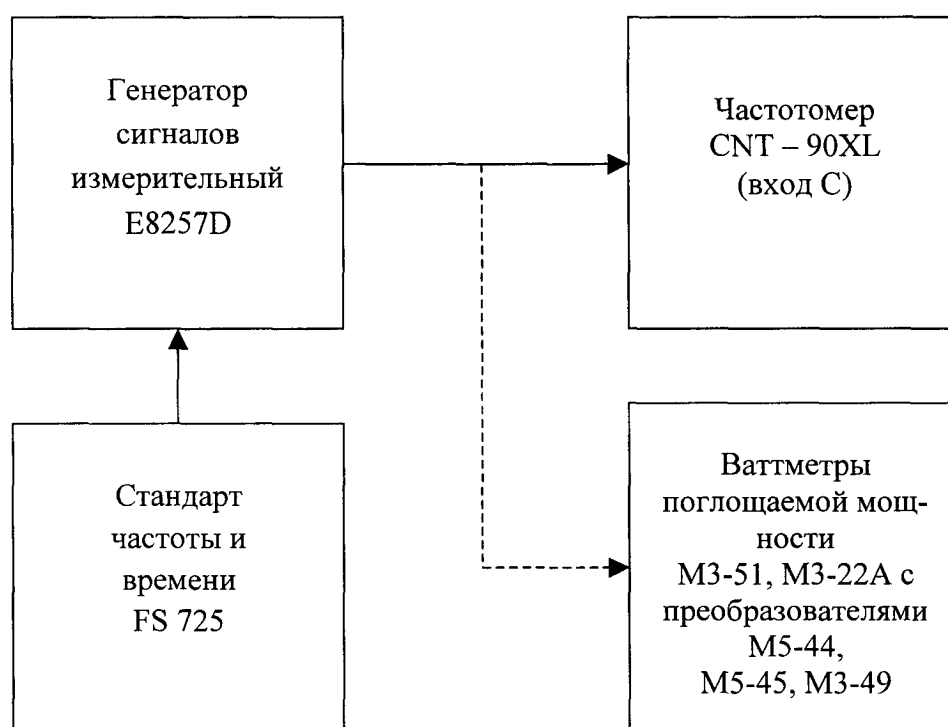 Генератор
сигналов
измерительный
E8257D
Частотомер
CNT – 90XL
(вход С)
Стандарт
частоты и
времени
FS 725
Ваттметры
поглощаемой мощ-
ности
М3-51, М3-22А с
преобразователями
М5-44,
М5-45, М3-49